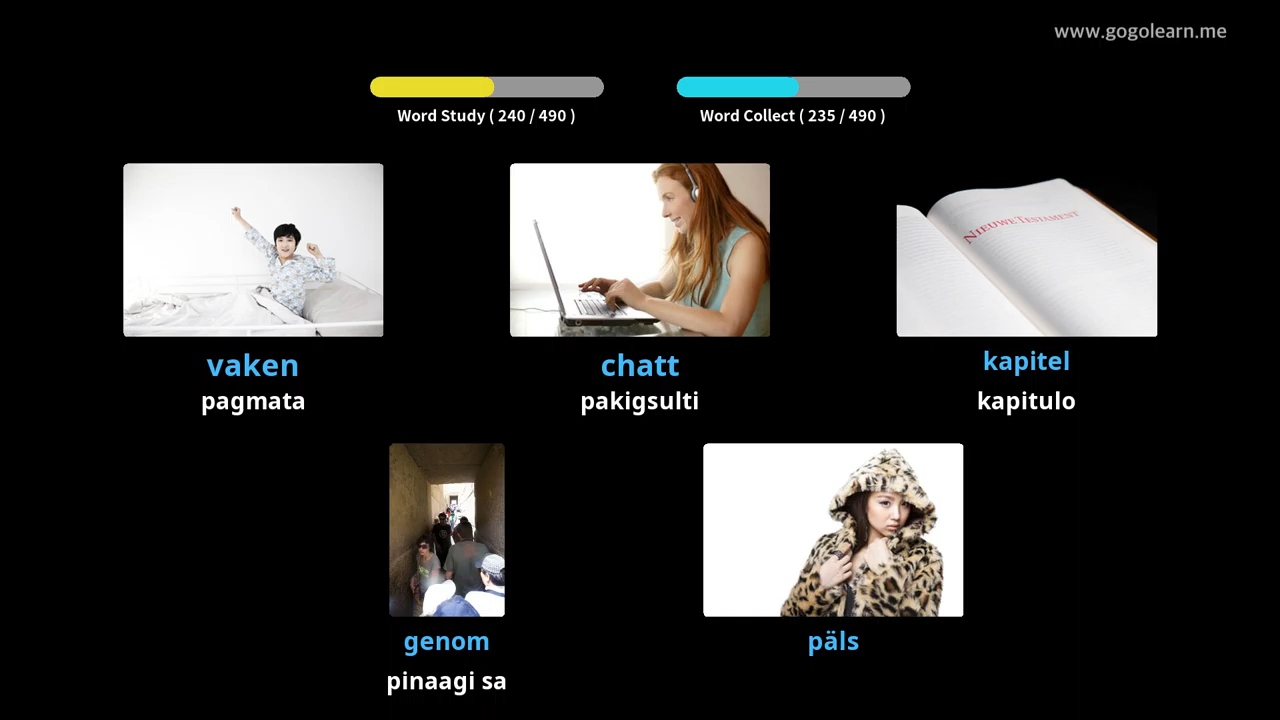 www.gogolearn.me
Word Study ( 240 / 490 )
Word Collect ( 235 / 490 )
NIEUWE TESTAMENT
vaken
pagmata
chatt
pakigsulti
kapitel
kapitulo
genom
pinaagi sa
päls